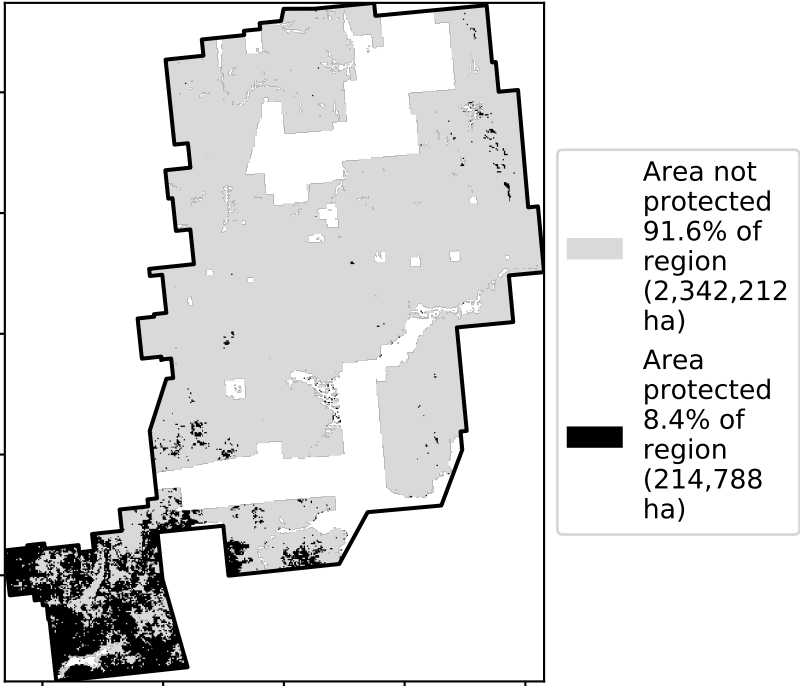 Area not
protected
91.6% of
region
(2,342,212
ha)
Area
protected
8.4% of
region
(214,788
ha)